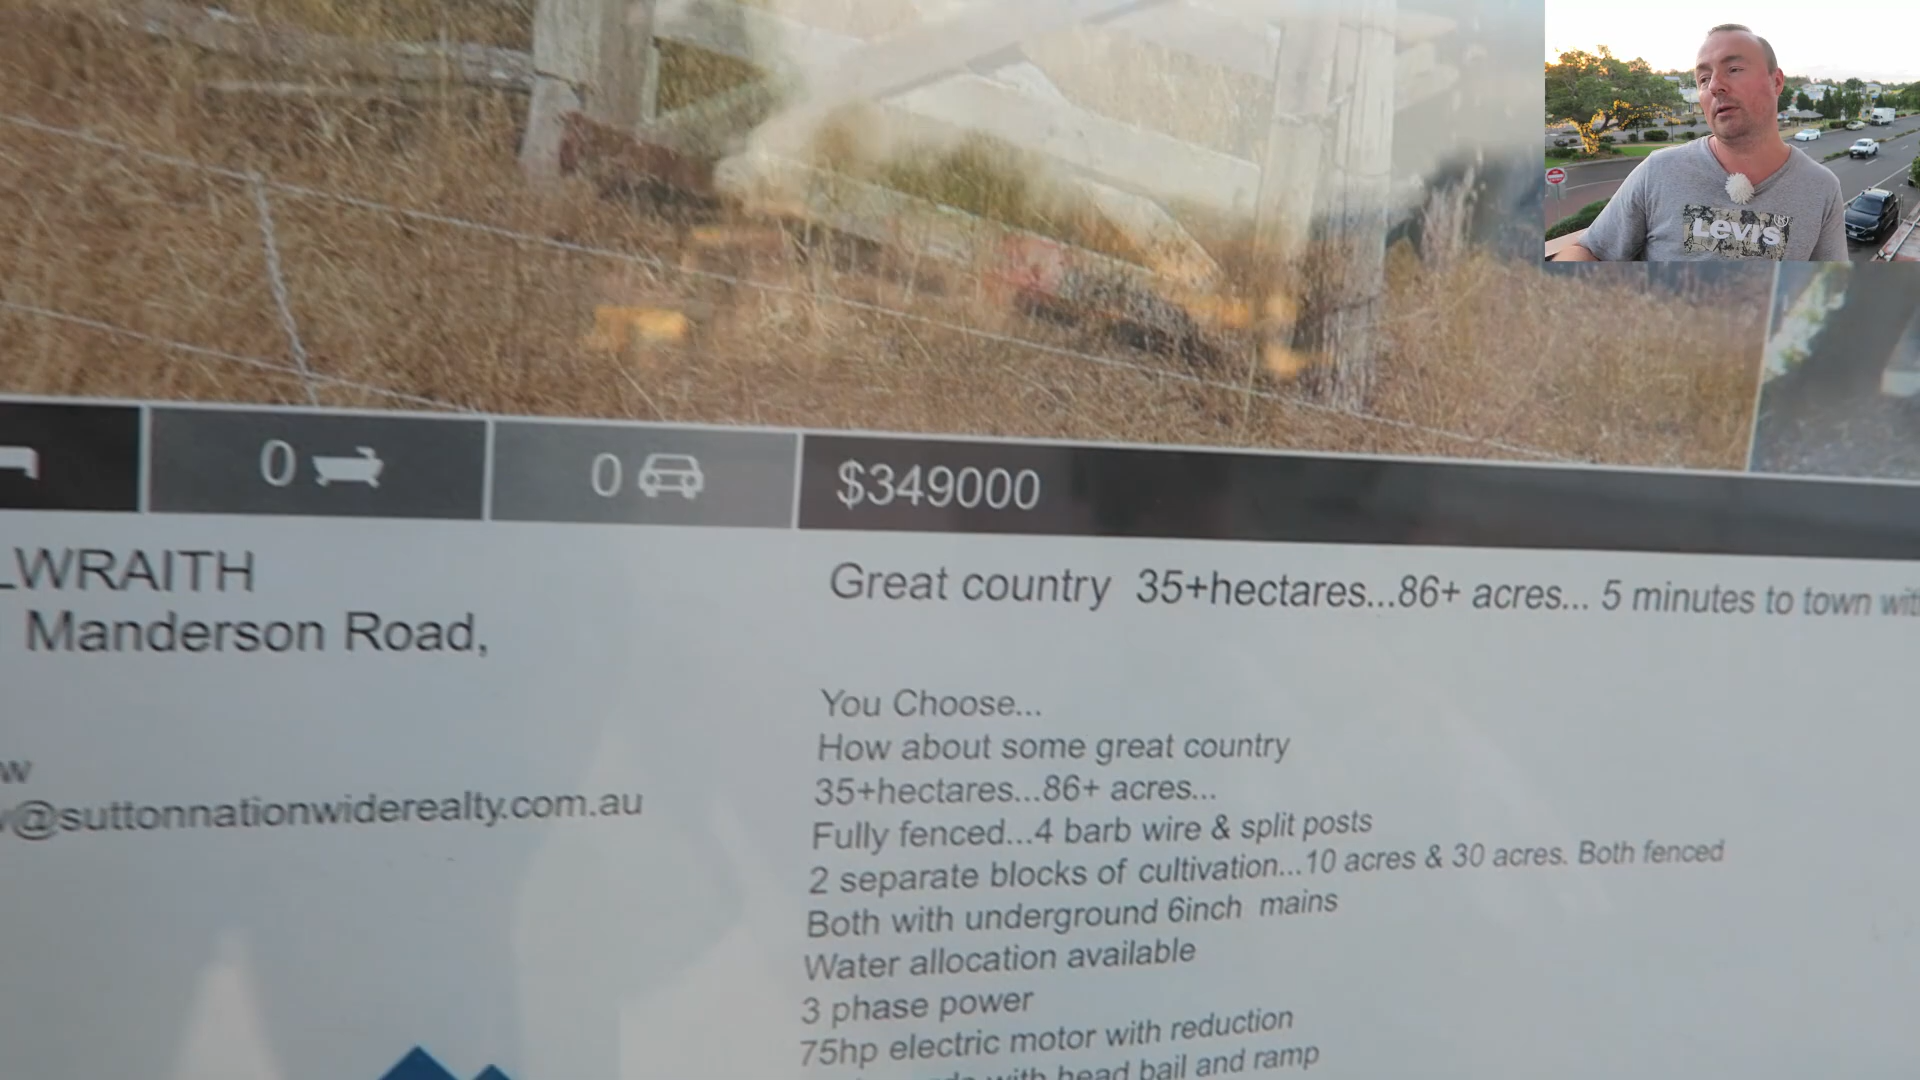 0
0
$349000
LWRAITH
Manderson Road,
w
@suttonnationwiderealty.com.au
Great country 35+hectares...86+ acres... 5 minutes to town wit
You Choose...
How about some great country
35+hectares...86+ acres...
Fully fenced...4 barb wire & split posts
2 separate blocks of cultivation...10 acres & 30 acres. Both fenced
Both with underground 6inch mains
Water allocation available
3 phase power
75hp electric motor with reduction
with head bail and ramp
Levi's